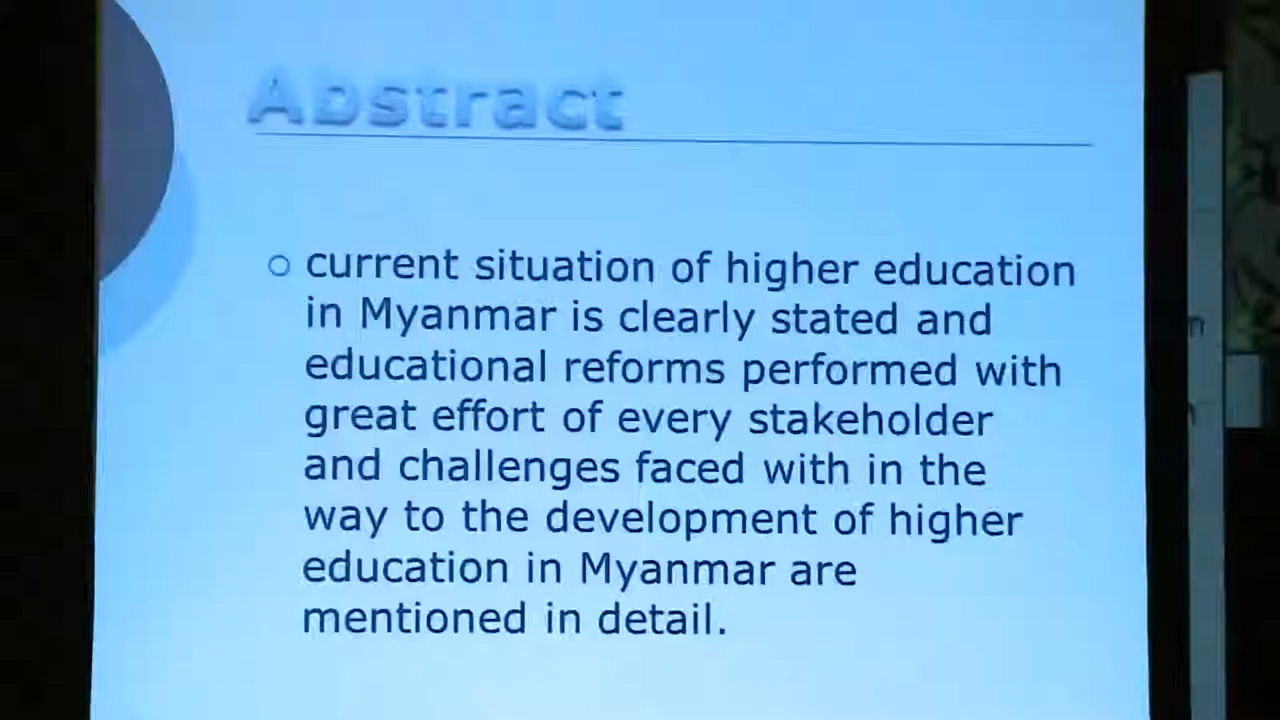 Abstract
current situation of higher education
in Myanmar is clearly stated and
educational reforms performed with
great effort of every stakeholder
and challenges faced with in the
way to the development of higher
education in Myanmar are
mentioned in detail.